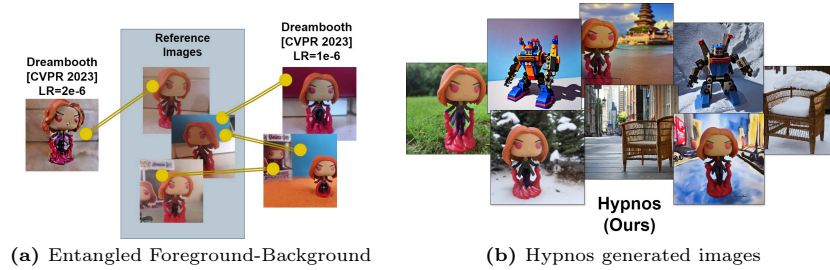 Dreambooth
[CVPR 2023]
LR=2e-6
Reference
Images
Dreambooth
[CVPR 2023]
LR=1e-6
Hypnos
(Ours)
(a) Entangled Foreground-Background
(b) Hypnos generated images